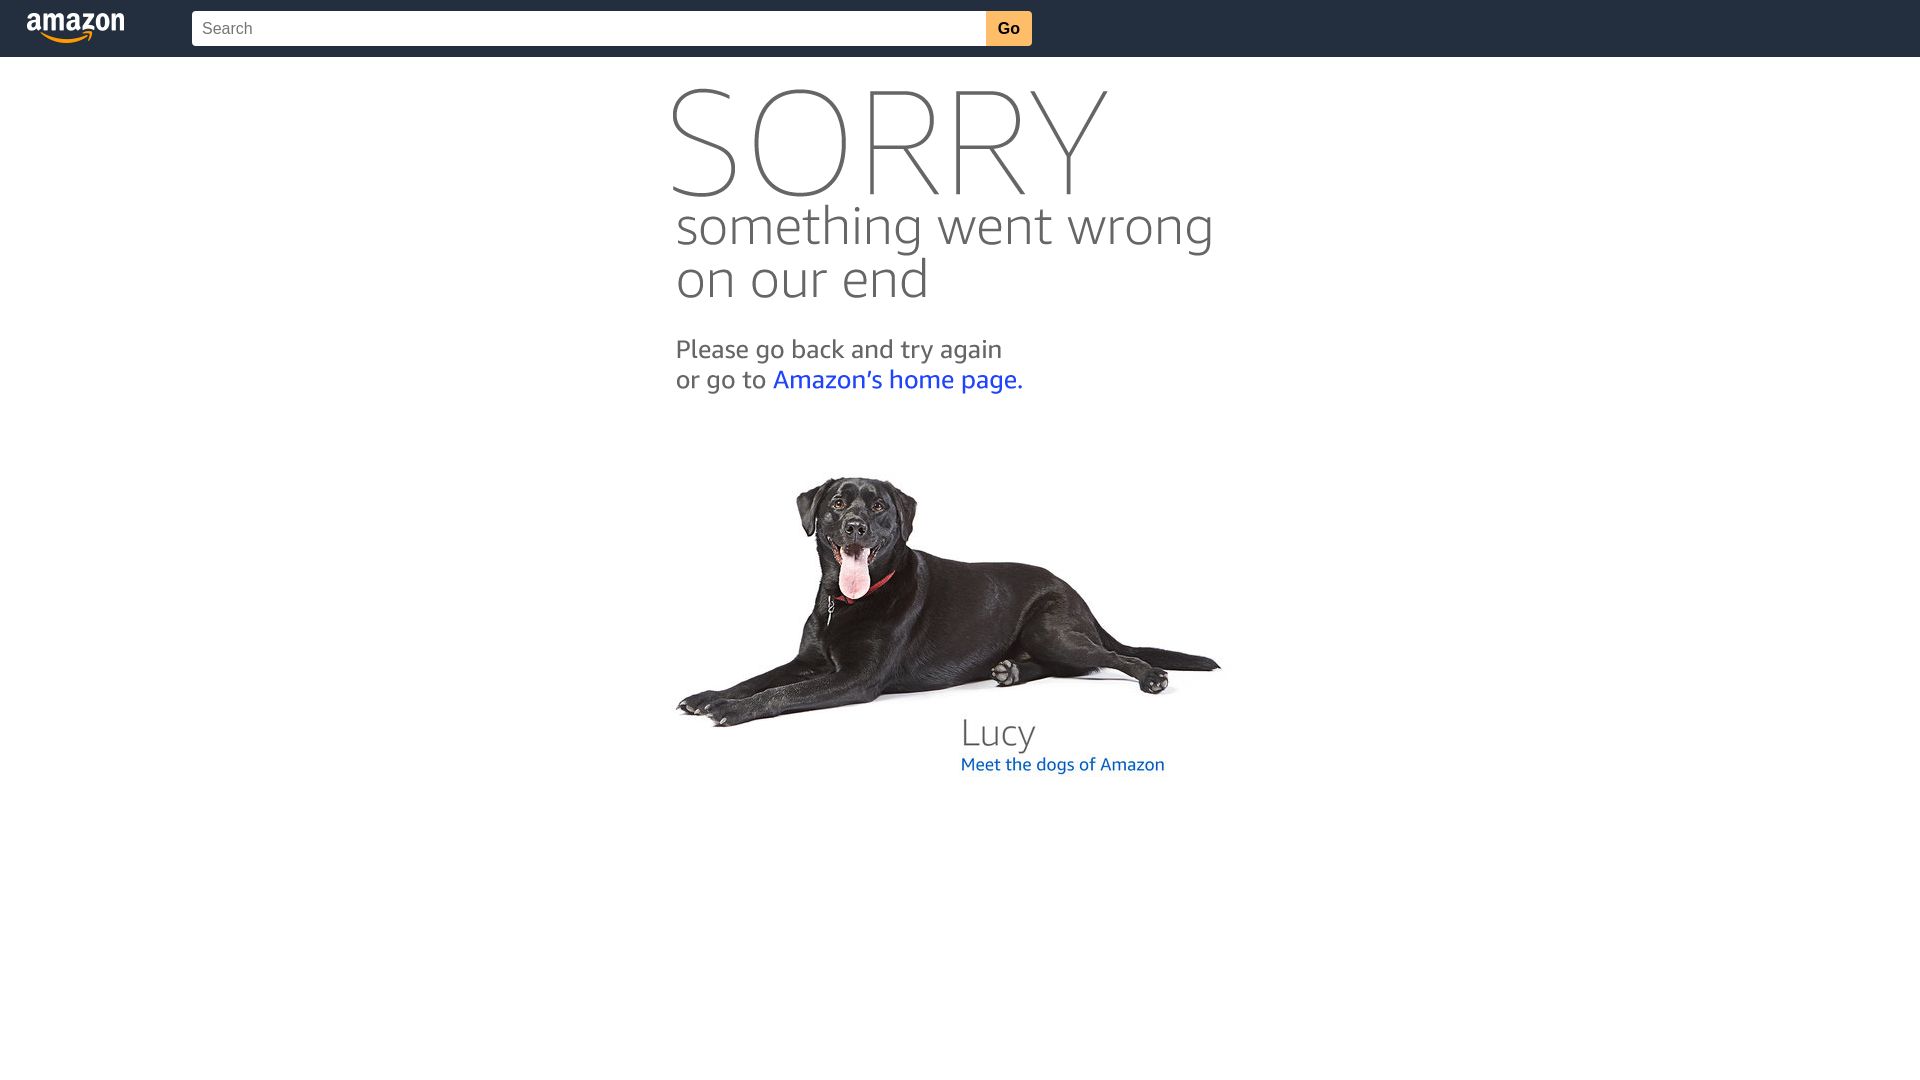 amazon
Search
Go
SORRY
something went wrong
on our end
Please go back and try again
or go to Amazon's home page.
Lucy
Meet the dogs of Amazon